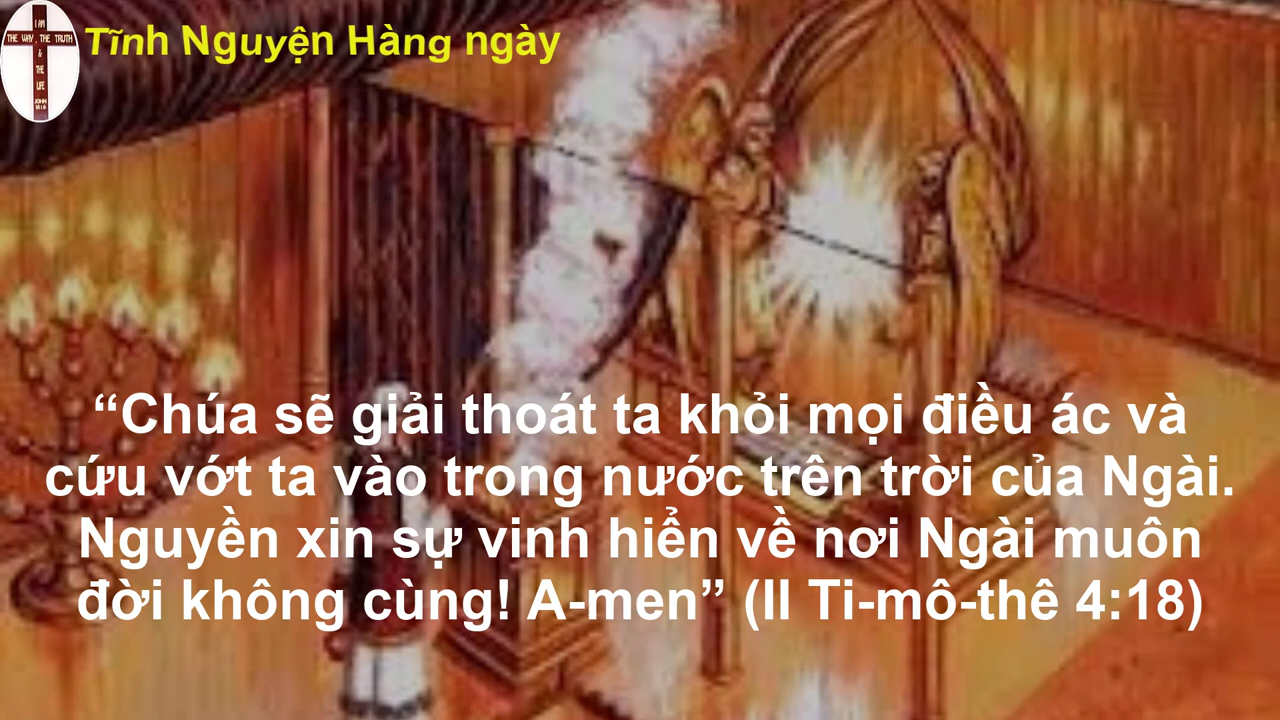 I AM
THE WAY, THE TRUTH
&
THE
LIFE
JOHN
14:6
Tĩnh Nguyện Hàng ngày
“Chúa sẽ giải thoát ta khỏi mọi điều ác và
cứu vớt ta vào trong nước trên trời của Ngài.
Nguyền xin sự vinh hiển về nơi Ngài muôn
đời không cùng! A-men” (II Ti-mô-thê 4:18)